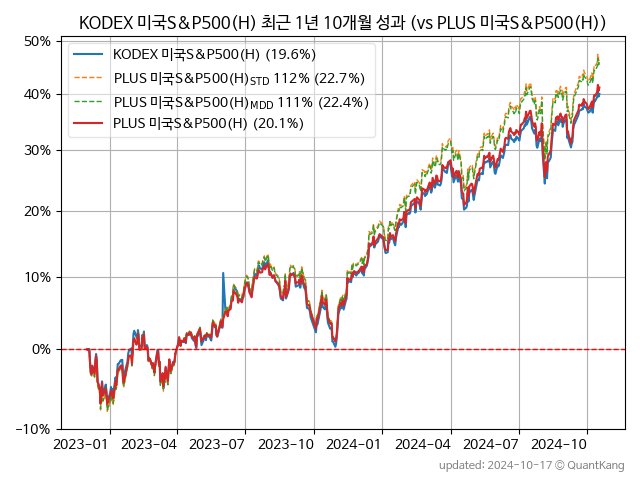 KODEX 미국S&P500(H) 최근 1년 10개월 성과 (vs PLUS 미국S&P500(H))
50%
40%
30%
20%
10%
0%
−10%
KODEX 미국S&P500(H) (19.6%)
PLUS 미국S&P500(H)STD 112% (22.7%)
PLUS 미국S&P500(H)MDD 111% (22.4%)
PLUS 미국S&P500(H) (20.1%)
2023-01 2023-04 2023-07 2023-10 2024-01 2024-04 2024-07 2024-10
updated: 2024-10-17 © QuantKang